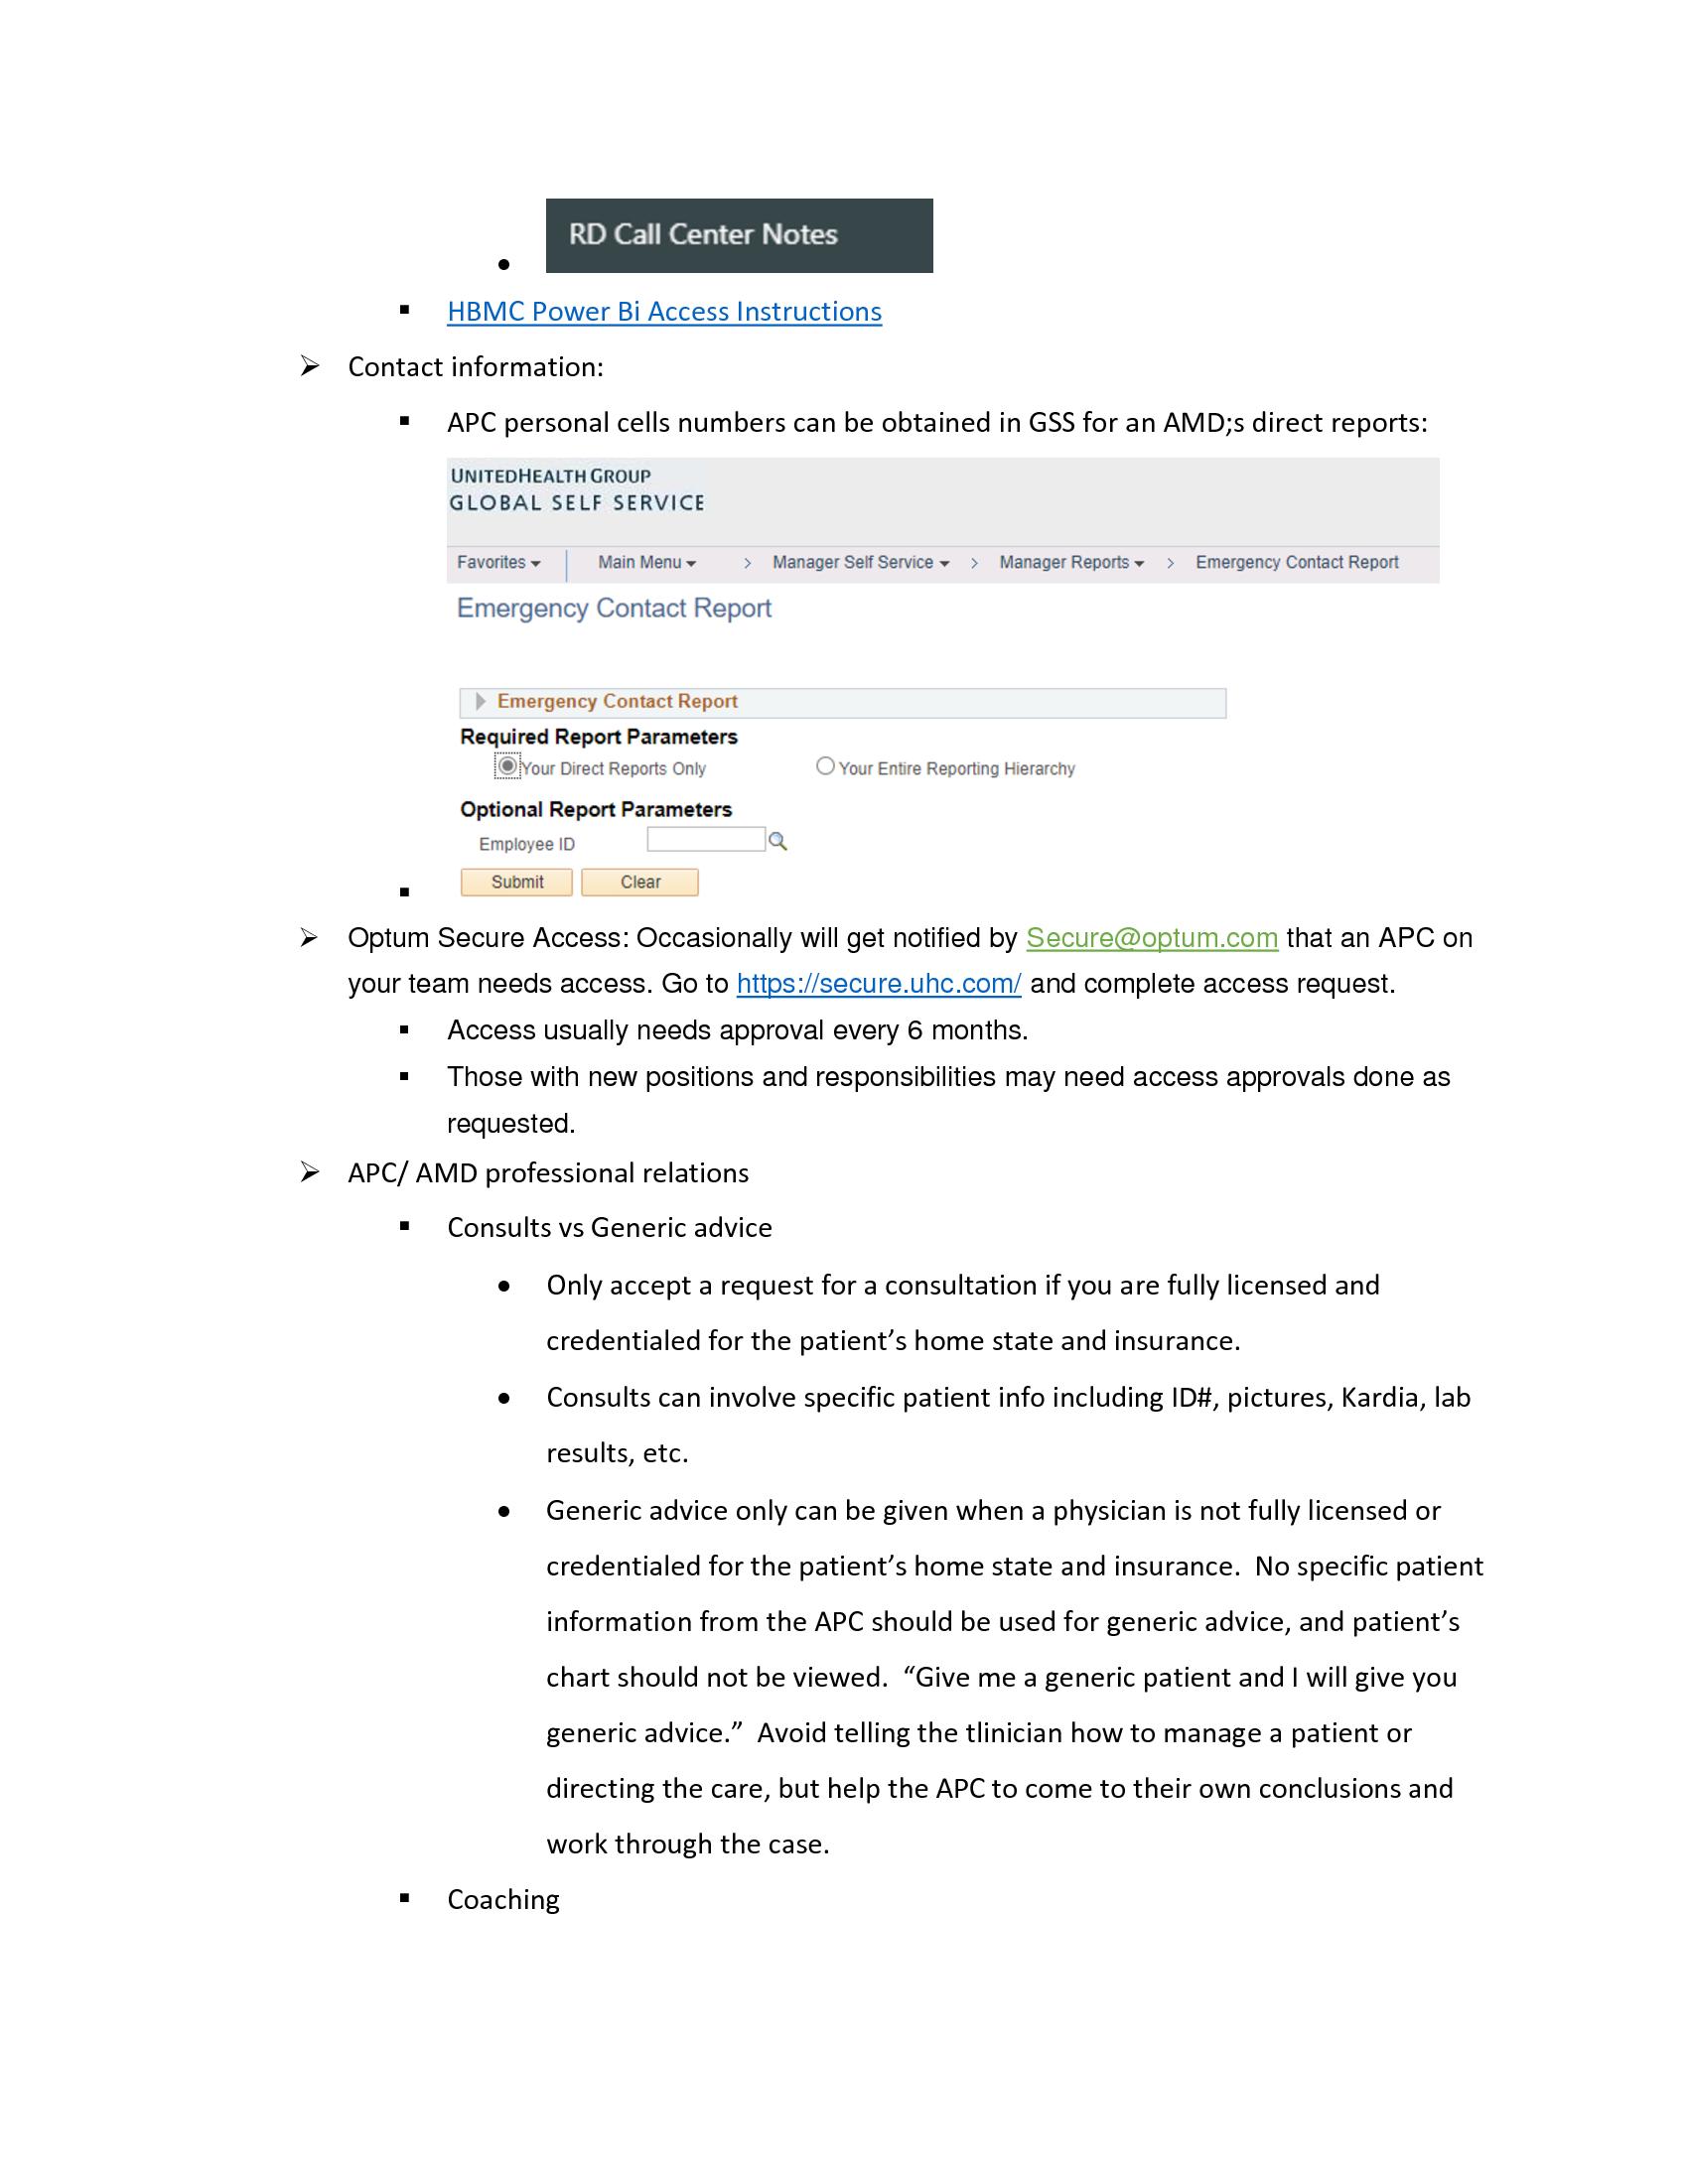 RD Call Center Notes
HBMC Power Bi Access Instructions
Contact information:
APC personal cells numbers can be obtained in GSS for an AMD;s direct reports:
UNITEDHEALTH GROUP
GLOBAL SELF SERVICE
Favorites Main Menu > Manager Self Service > Manager Reports > Emergency Contact Report
Emergency Contact Report
Emergency Contact Report
Required Report Parameters
Your Direct Reports Only Your Entire Reporting Hierarchy
Optional Report Parameters
Employee ID
Submit Clear
Optum Secure Access: Occasionally will get notified by Secure@optum.com that an APC on
your team needs access. Go to https://secure.uhc.com/ and complete access request.
Access usually needs approval every 6 months.
Those with new positions and responsibilities may need access approvals done as
requested.
APC/ AMD professional relations
Consults vs Generic advice
Only accept a request for a consultation if you are fully licensed and
credentialed for the patient’s home state and insurance.
Consults can involve specific patient info including ID#, pictures, Kardia, lab
results, etc.
Generic advice only can be given when a physician is not fully licensed or
credentialed for the patient’s home state and insurance.  No specific patient
information from the APC should be used for generic advice, and patient’s
chart should not be viewed.  “Give me a generic patient and I will give you
generic advice.”  Avoid telling the tlinician how to manage a patient or
directing the care, but help the APC to come to their own conclusions and
work through the case.
Coaching